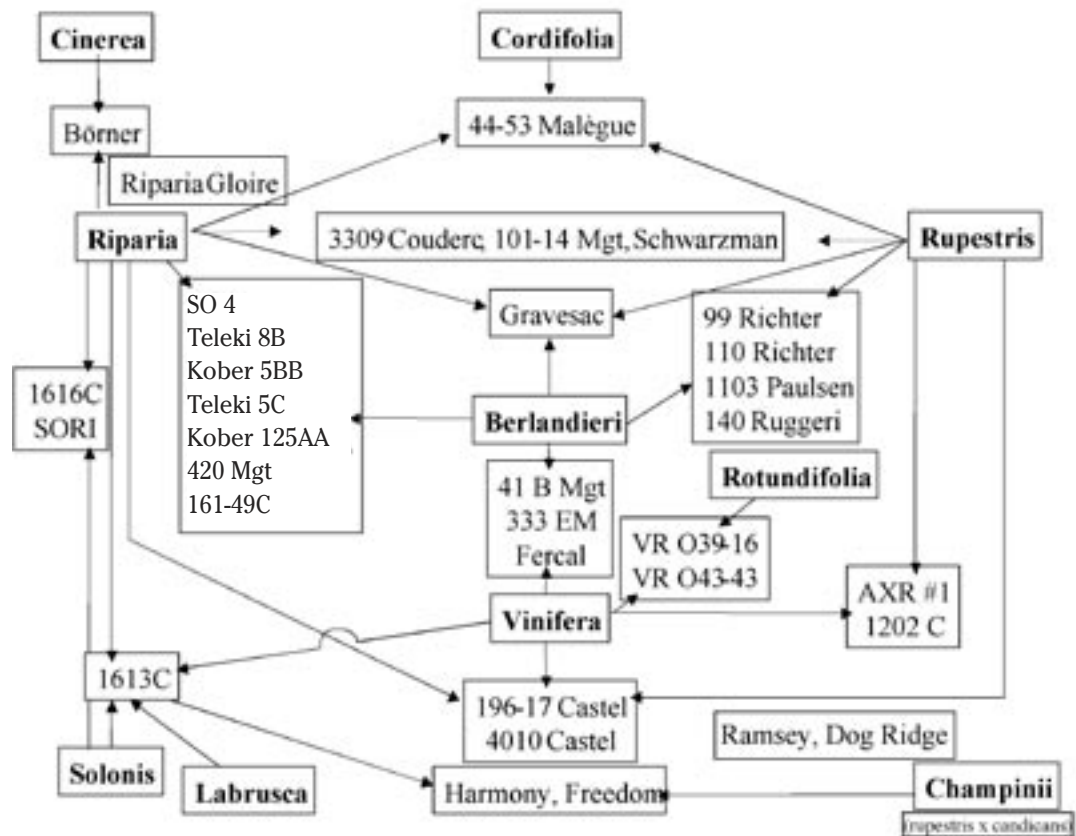 Cinerea
Cordifolia
Börner
44-53 Malègue
Riparia Gloire
Riparia
3309 Couderc, 101-14 Mgt, Schwarzman
Rupestris
SO 4
Teleki 8B
Kober 5BB
Teleki 5C
Kober 125AA
420 Mgt
161-49C
Gravesac
99 Richter
110 Richter
1103 Paulsen
140 Ruggeri
1616C
SORI
Berlandieri
41 B Mgt
333 EM
Fercal
Rotundifolia
VR O39-16
VR O43-43
AXR #1
1202 C
Vinifera
1613C
196-17 Castel
4010 Castel
Ramsey, Dog Ridge
Solonis
Labrusca
Harmony, Freedom
Champinii
(rupestris x candicans)